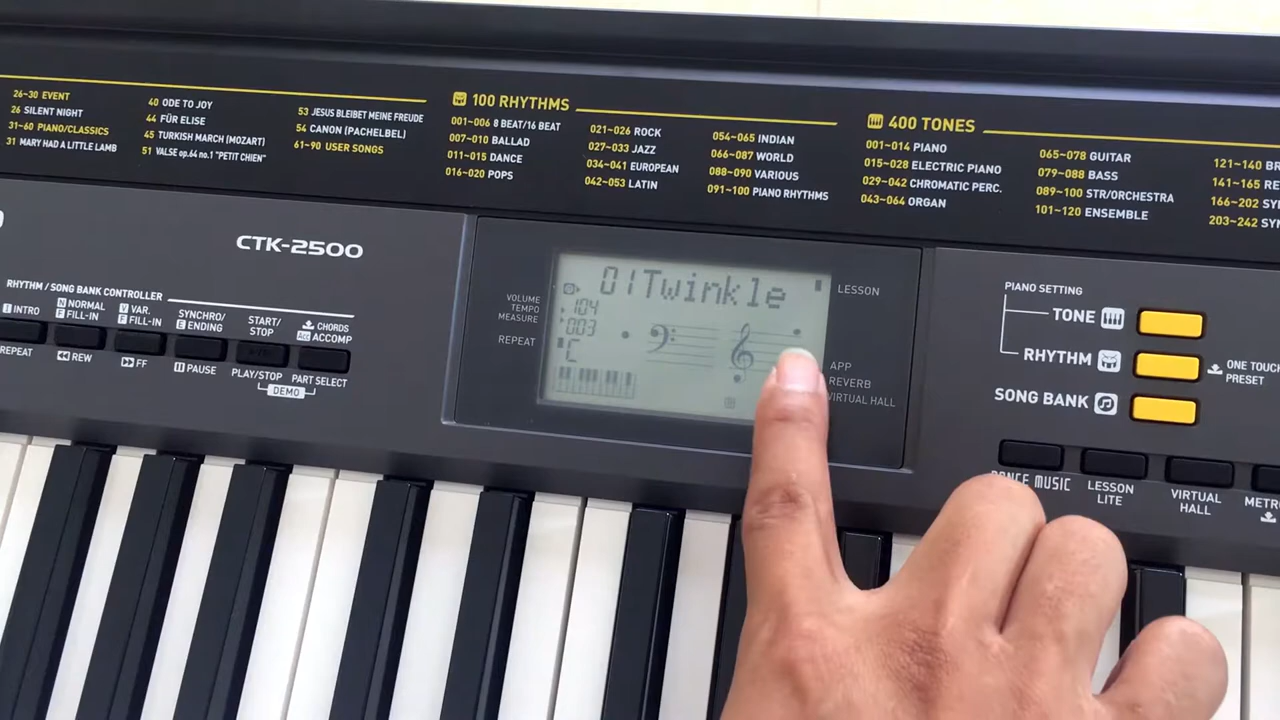 26~30 EVENT
26 SILENT NIGHT
31~60 PIANO/CLASSICS
31 MARY HAD A LITTLE LAMB
40 ODE TO JOY
44 FÜR ELISE
45 TURKISH MARCH (MOZART)
51 VALSE op.64 no.1 "PETIT CHIEN"
53 JESUS BLEIBET MEINE FREUDE
54 CANON (PACHELBEL)
61~90 USER SONGS
100 RHYTHMS
001~006 8 BEAT/16 BEAT
007~010 BALLAD
011~015 DANCE
016~020 POPS
021~026 ROCK
027~033 JAZZ
034~041 EUROPEAN
042~053 LATIN
054~065 INDIAN
066~087 WORLD
088~090 VARIOUS
091~100 PIANO RHYTHMS
400 TONES
001~014 PIANO
015~028 ELECTRIC PIANO
029~042 CHROMATIC PERC.
043~064 ORGAN
065~078 GUITAR
079~088 BASS
089~100 STR/ORCHESTRA
101~120 ENSEMBLE
121~140
141~165
166~202
203~242
CTK-2500
RHYTHM / SONG BANK CONTROLLER
I INTRO
N NORMAL
F FILL-IN
V VAR.
F FILL-IN
SYNCHRO/
E ENDING
START/
STOP
CHORDS
Acc ACCOMP
REPEAT
REW
FF
PAUSE
PLAY/STOP
PART SELECT
DEMO
VOLUME
TEMPO
MEASURE
REPEAT
01Twinkle
104
003
C
LESSON
APP
REVERB
VIRTUAL HALL
PIANO SETTING
TONE
RHYTHM
SONG BANK
ONE TOUCH
PRESET
DANCE MUSIC
LESSON
LITE
VIRTUAL
HALL